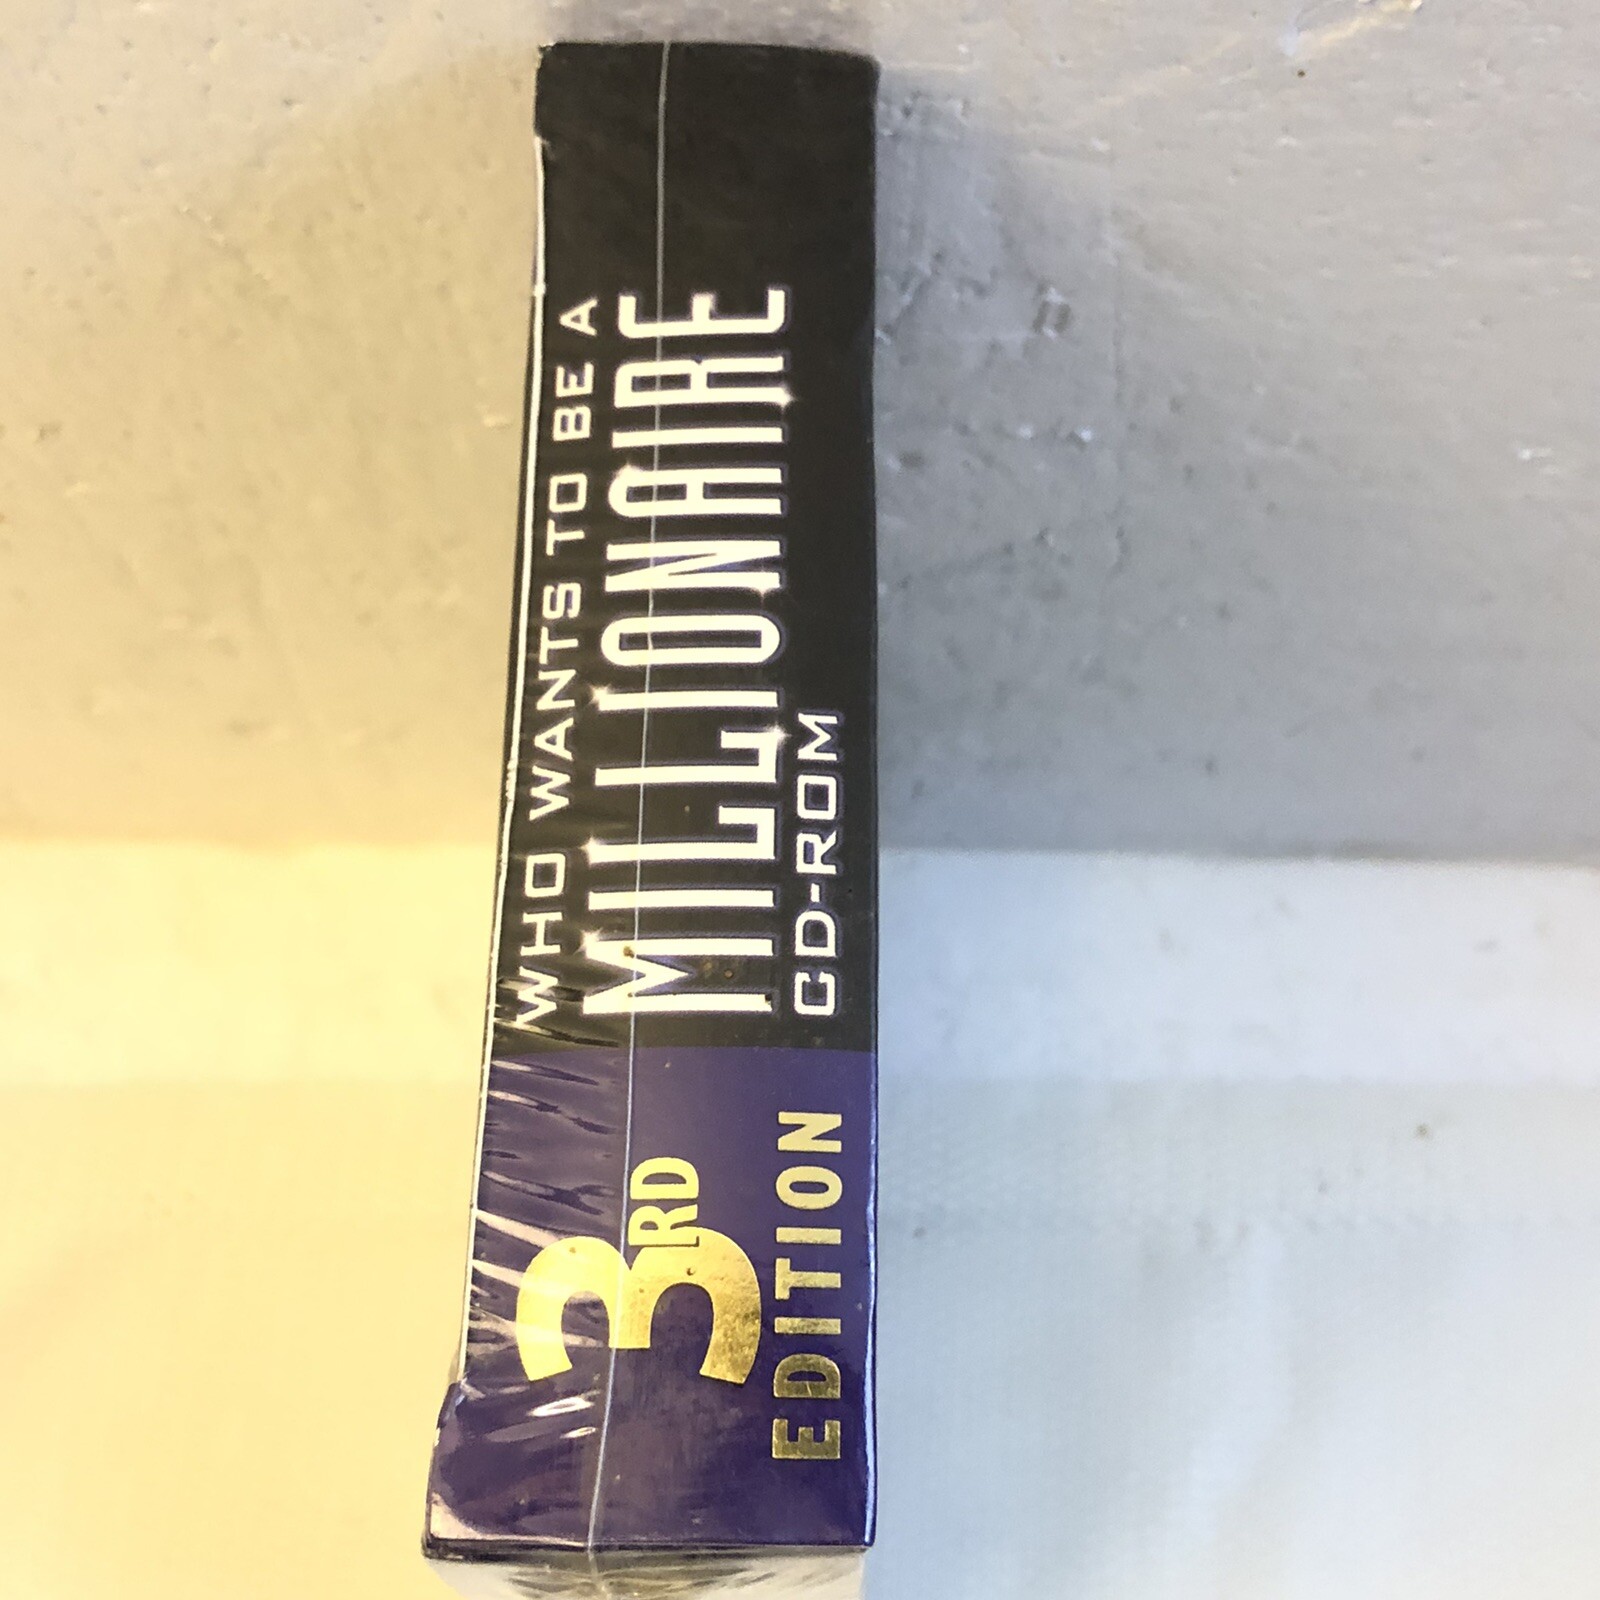 WHO WANTS TO BE A
MILLIONAIRE
CD-ROM
3RD
EDITION